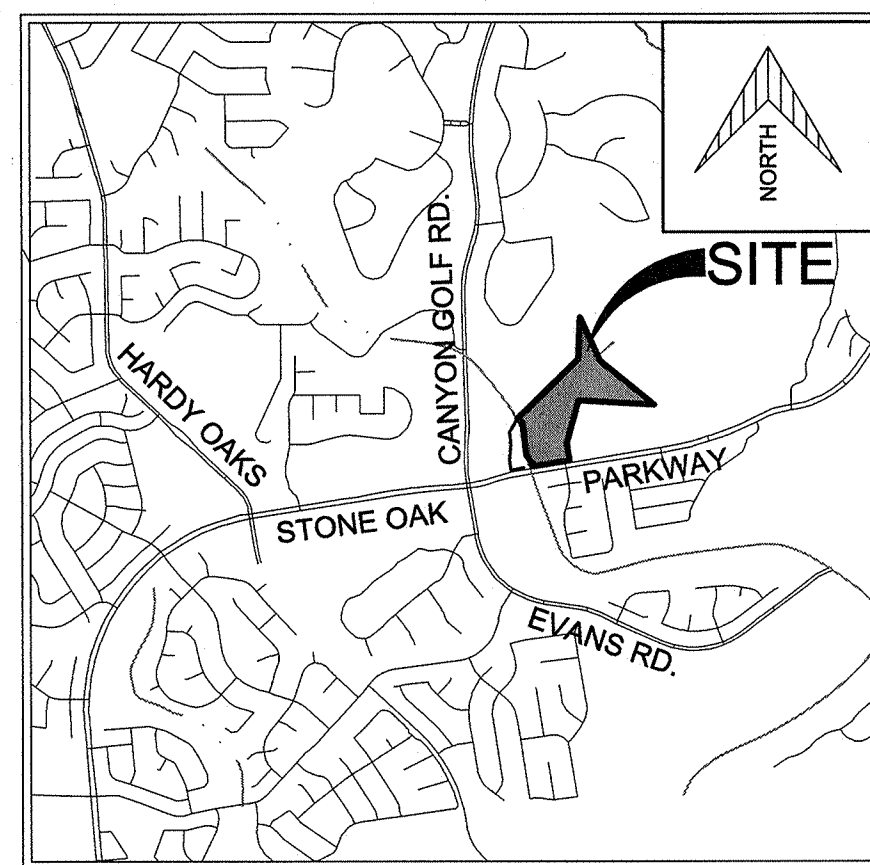 NORTH
SITE
CANYON GOLF RD.
HARDY OAKS
STONE OAK
PARKWAY
EVANS RD.